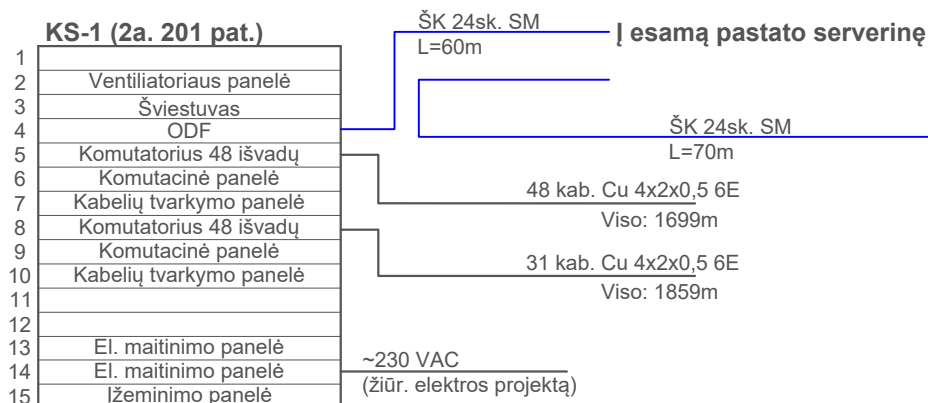 KS-1 (2a. 201 pat.)
1
2 Ventiliatoriaus panelė
3 Šviestuvas
4 ODF
5 Komutatorius 48 išvadų
6 Komutacinė panelė
7 Kabelių tvarkymo panelė
8 Komutatorius 48 išvadų
9 Komutacinė panelė
10 Kabelių tvarkymo panelė
11
12
13 El. maitinimo panelė
14 El. maitinimo panelė
15 Įžeminimo panelė
ŠK 24sk. SM
L=60m
Į esamą pastato serverinę
ŠK 24sk. SM
L=70m
48 kab. Cu 4x2x0,5 6E
Viso: 1699m
31 kab. Cu 4x2x0,5 6E
Viso: 1859m
~230 VAC
(žiūr. elektros projektą)